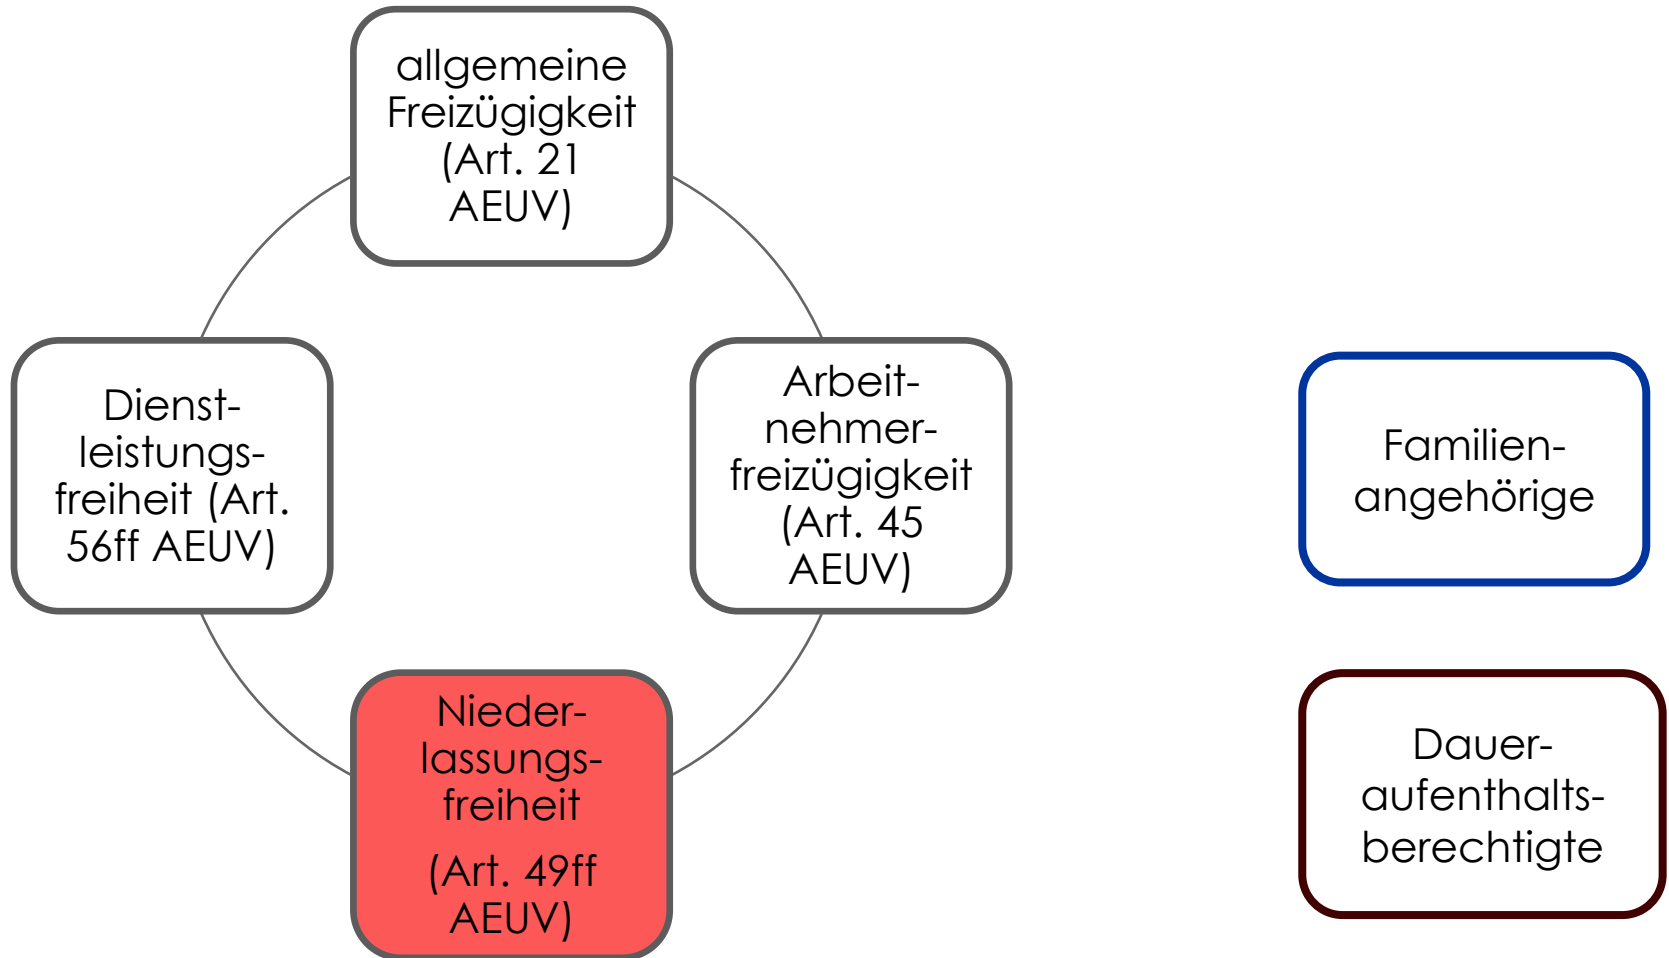 allgemeine
Freizügigkeit
(Art. 21
AEUV)
Dienst-
leistungs-
freiheit (Art.
56ff AEUV)
Arbeit-
nehmer-
freizügigkeit
(Art. 45
AEUV)
Nieder-
lassungs-
freiheit
(Art. 49ff
AEUV)
Familien-
angehörige
Dauer-
aufenthalts-
berechtigte